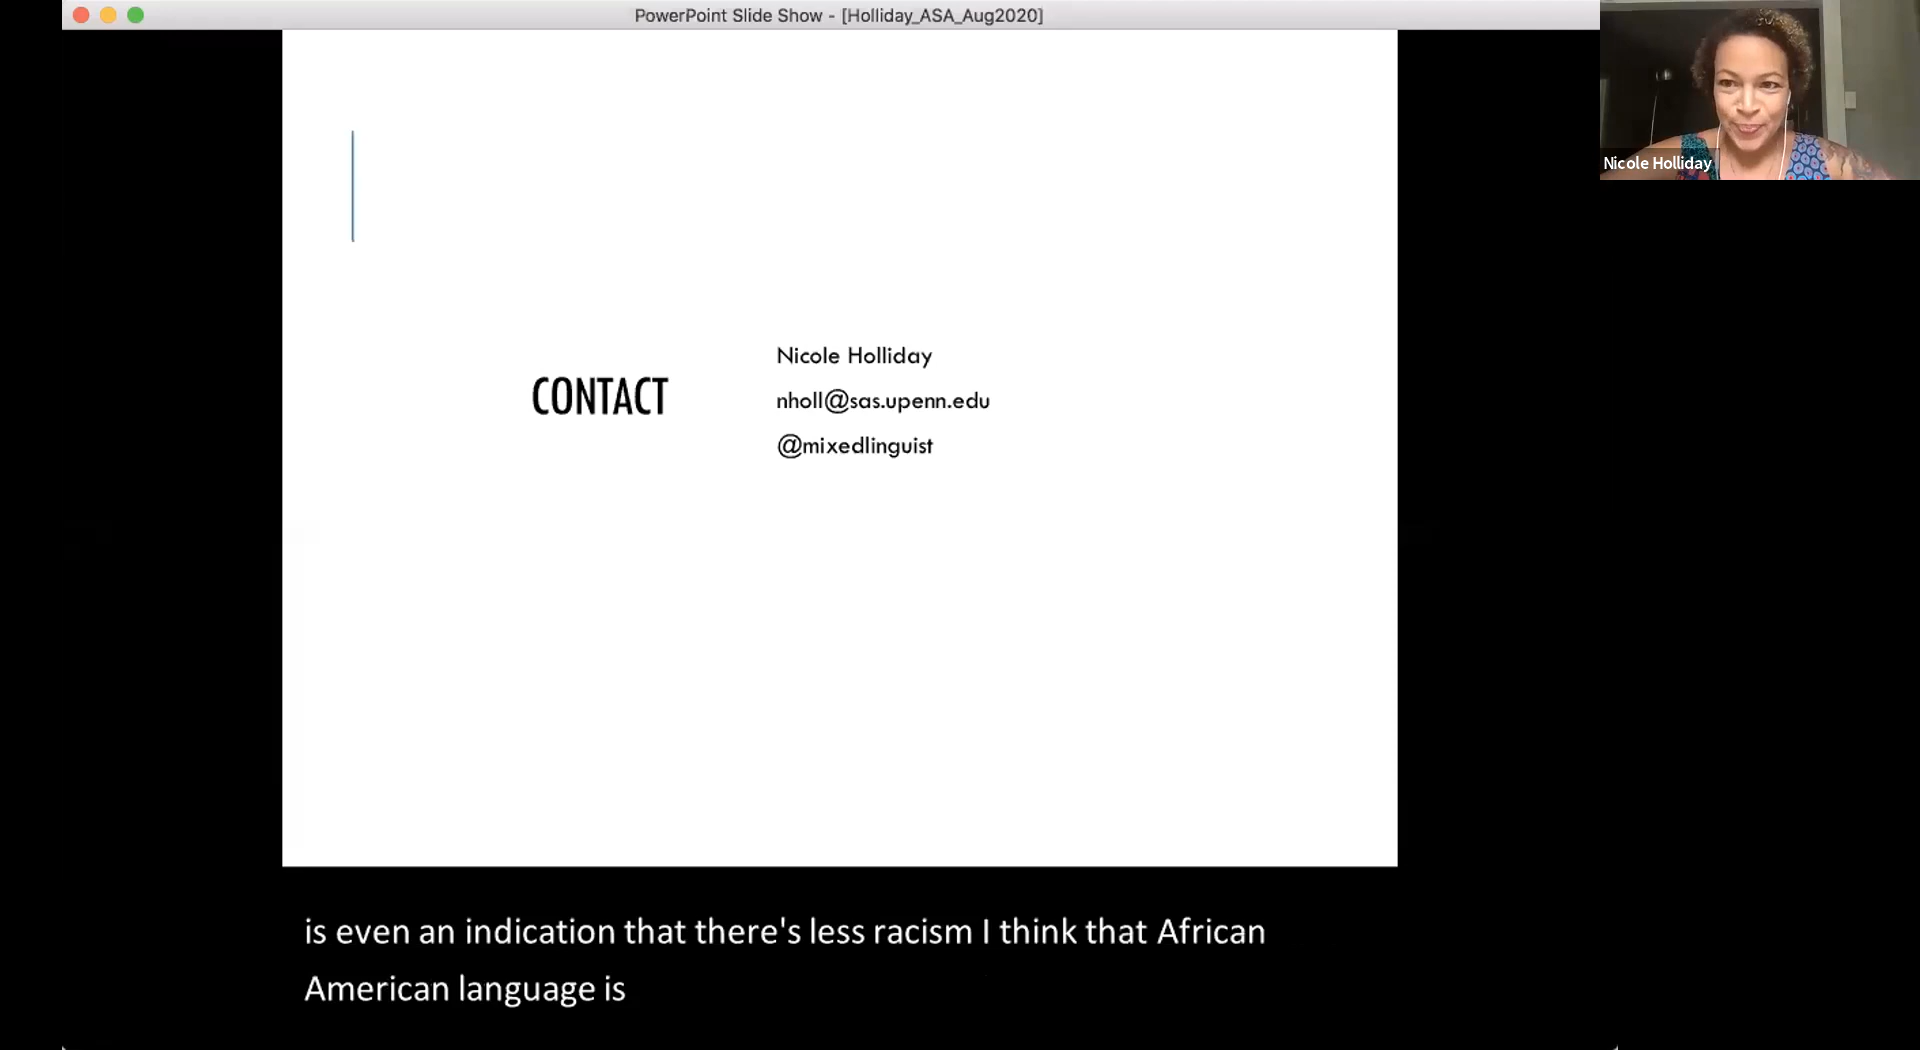 PowerPoint Slide Show - [Holliday_ASA_Aug2020]
Nicole Holliday
CONTACT
Nicole Holliday
nholl@sas.upenn.edu
@mixedlinguist
is even an indication that there's less racism I think that African
American language is